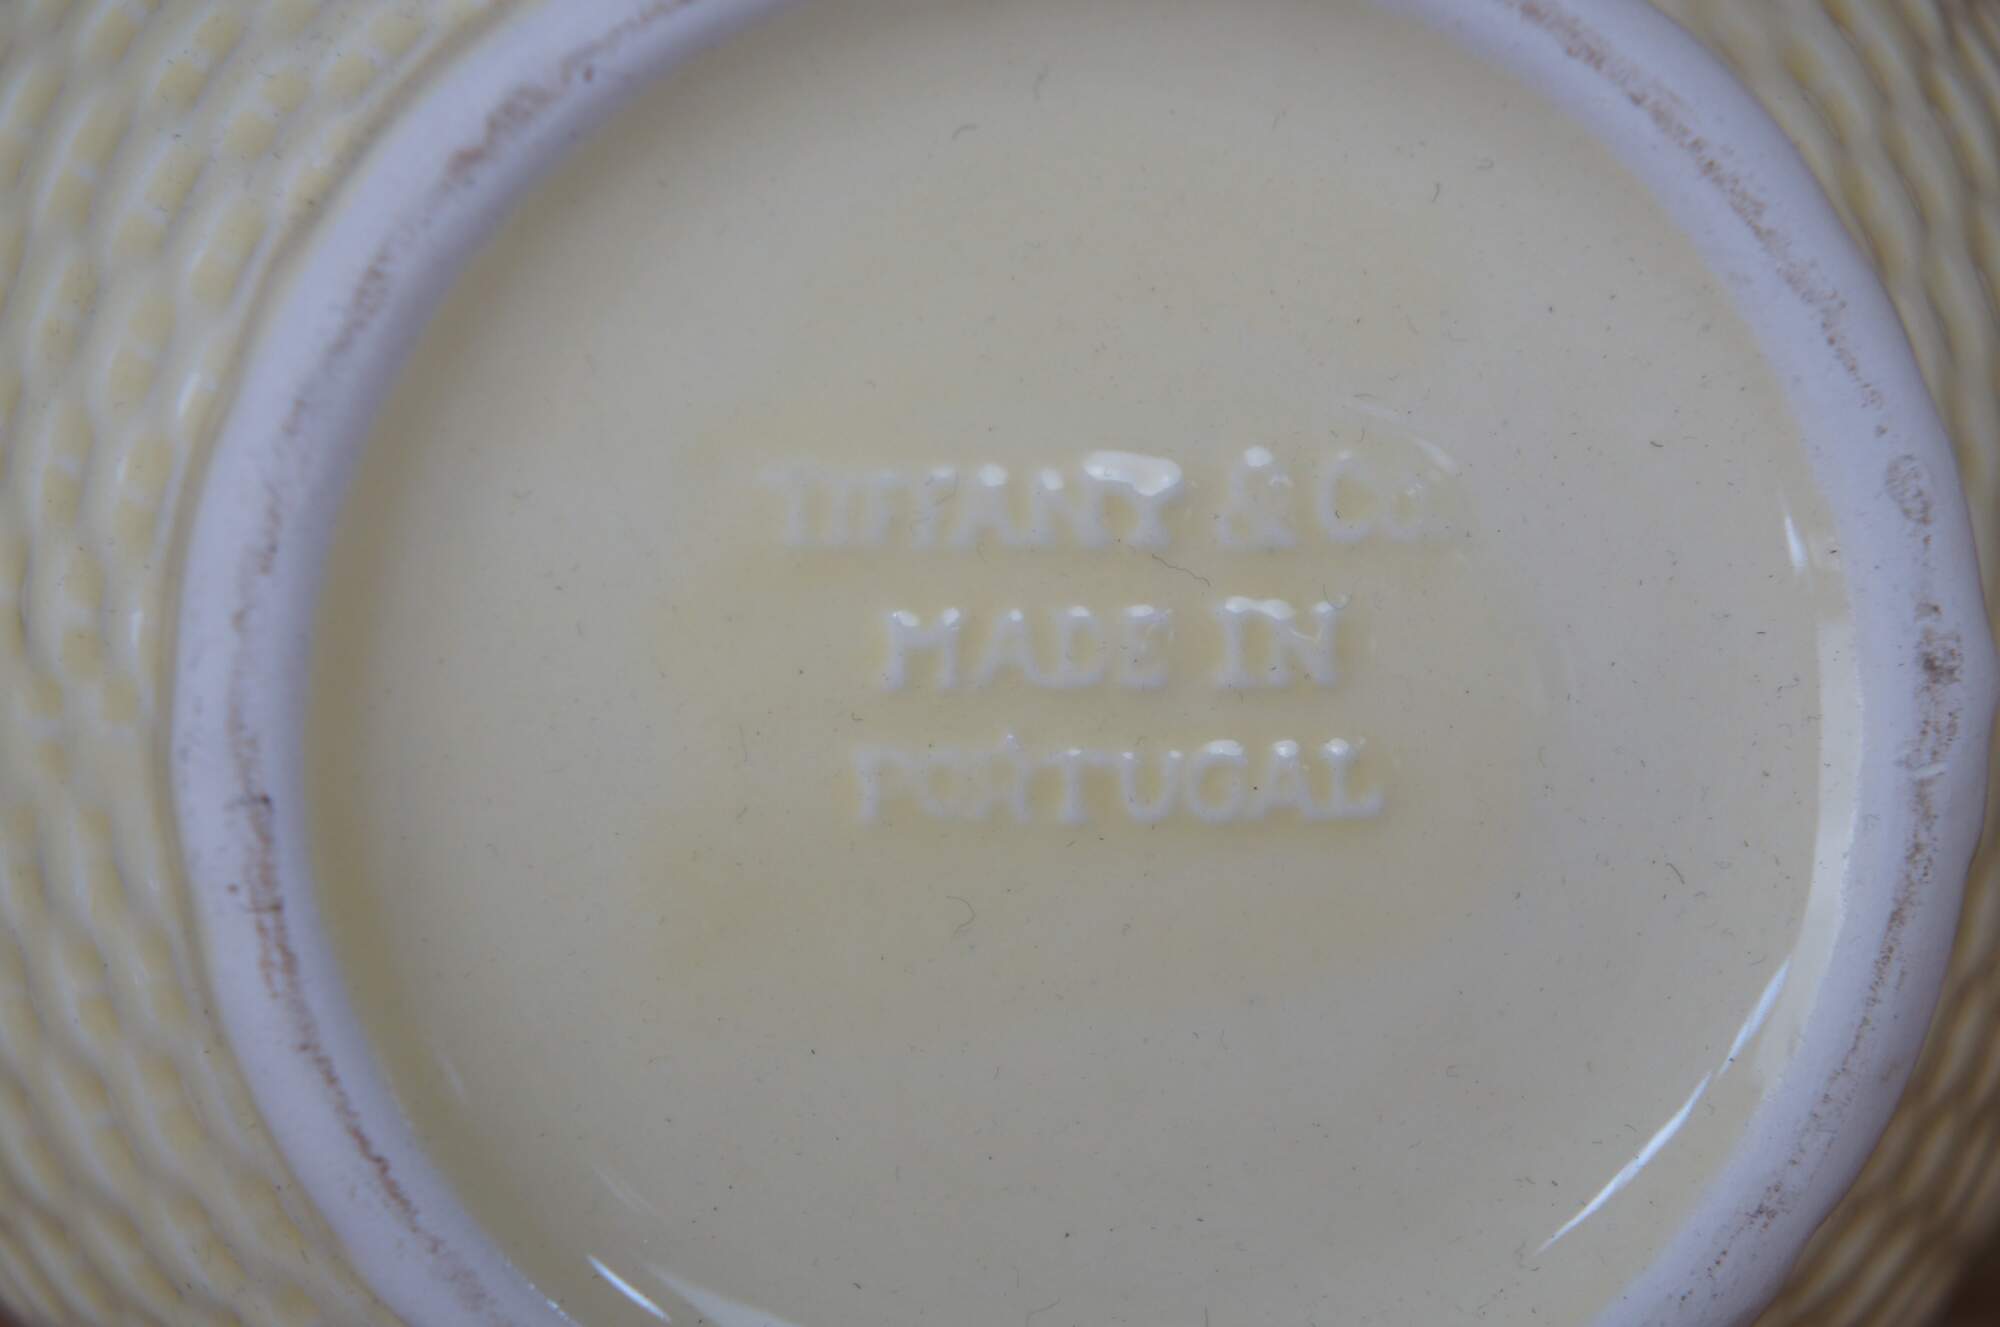 TIFFANY & Co.
MADE IN
PORTUGAL